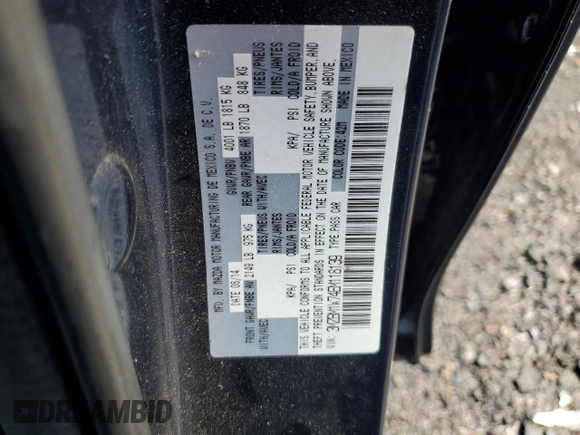 MFD. BY MAZDA MOTOR MANUFACTURING DE MEXICO S.A. DE C.V.
DATE 06/14 GVWR/PNBV 4001 LB 1815 KG
FRONT GAWR/PNBE AV 2149 LB 975 KG REAR GAWR/PNBE AR 1870 LB 848 KG
WITH/AVEC TIRES/PNEUS WITH/AVEC TIRES/PNEUS
RIMS/JANTES RIMS/JANTES
KPA/ PSI COLD/A FROID KPA/ PSI COLD/A FROID
THIS VEHICLE CONFORMS TO ALL APPLICABLE FEDERAL MOTOR VEHICLE SAFETY, BUMPER, AND
THEFT PREVENTION STANDARDS IN EFFECT ON THE DATE OF MANUFACTURE SHOWN ABOVE.
COLOR CODE:42M MADE IN MEXICO
VIN: 3MZBM1W74EM118139 TYPE:PASS CAR
DREAMBID